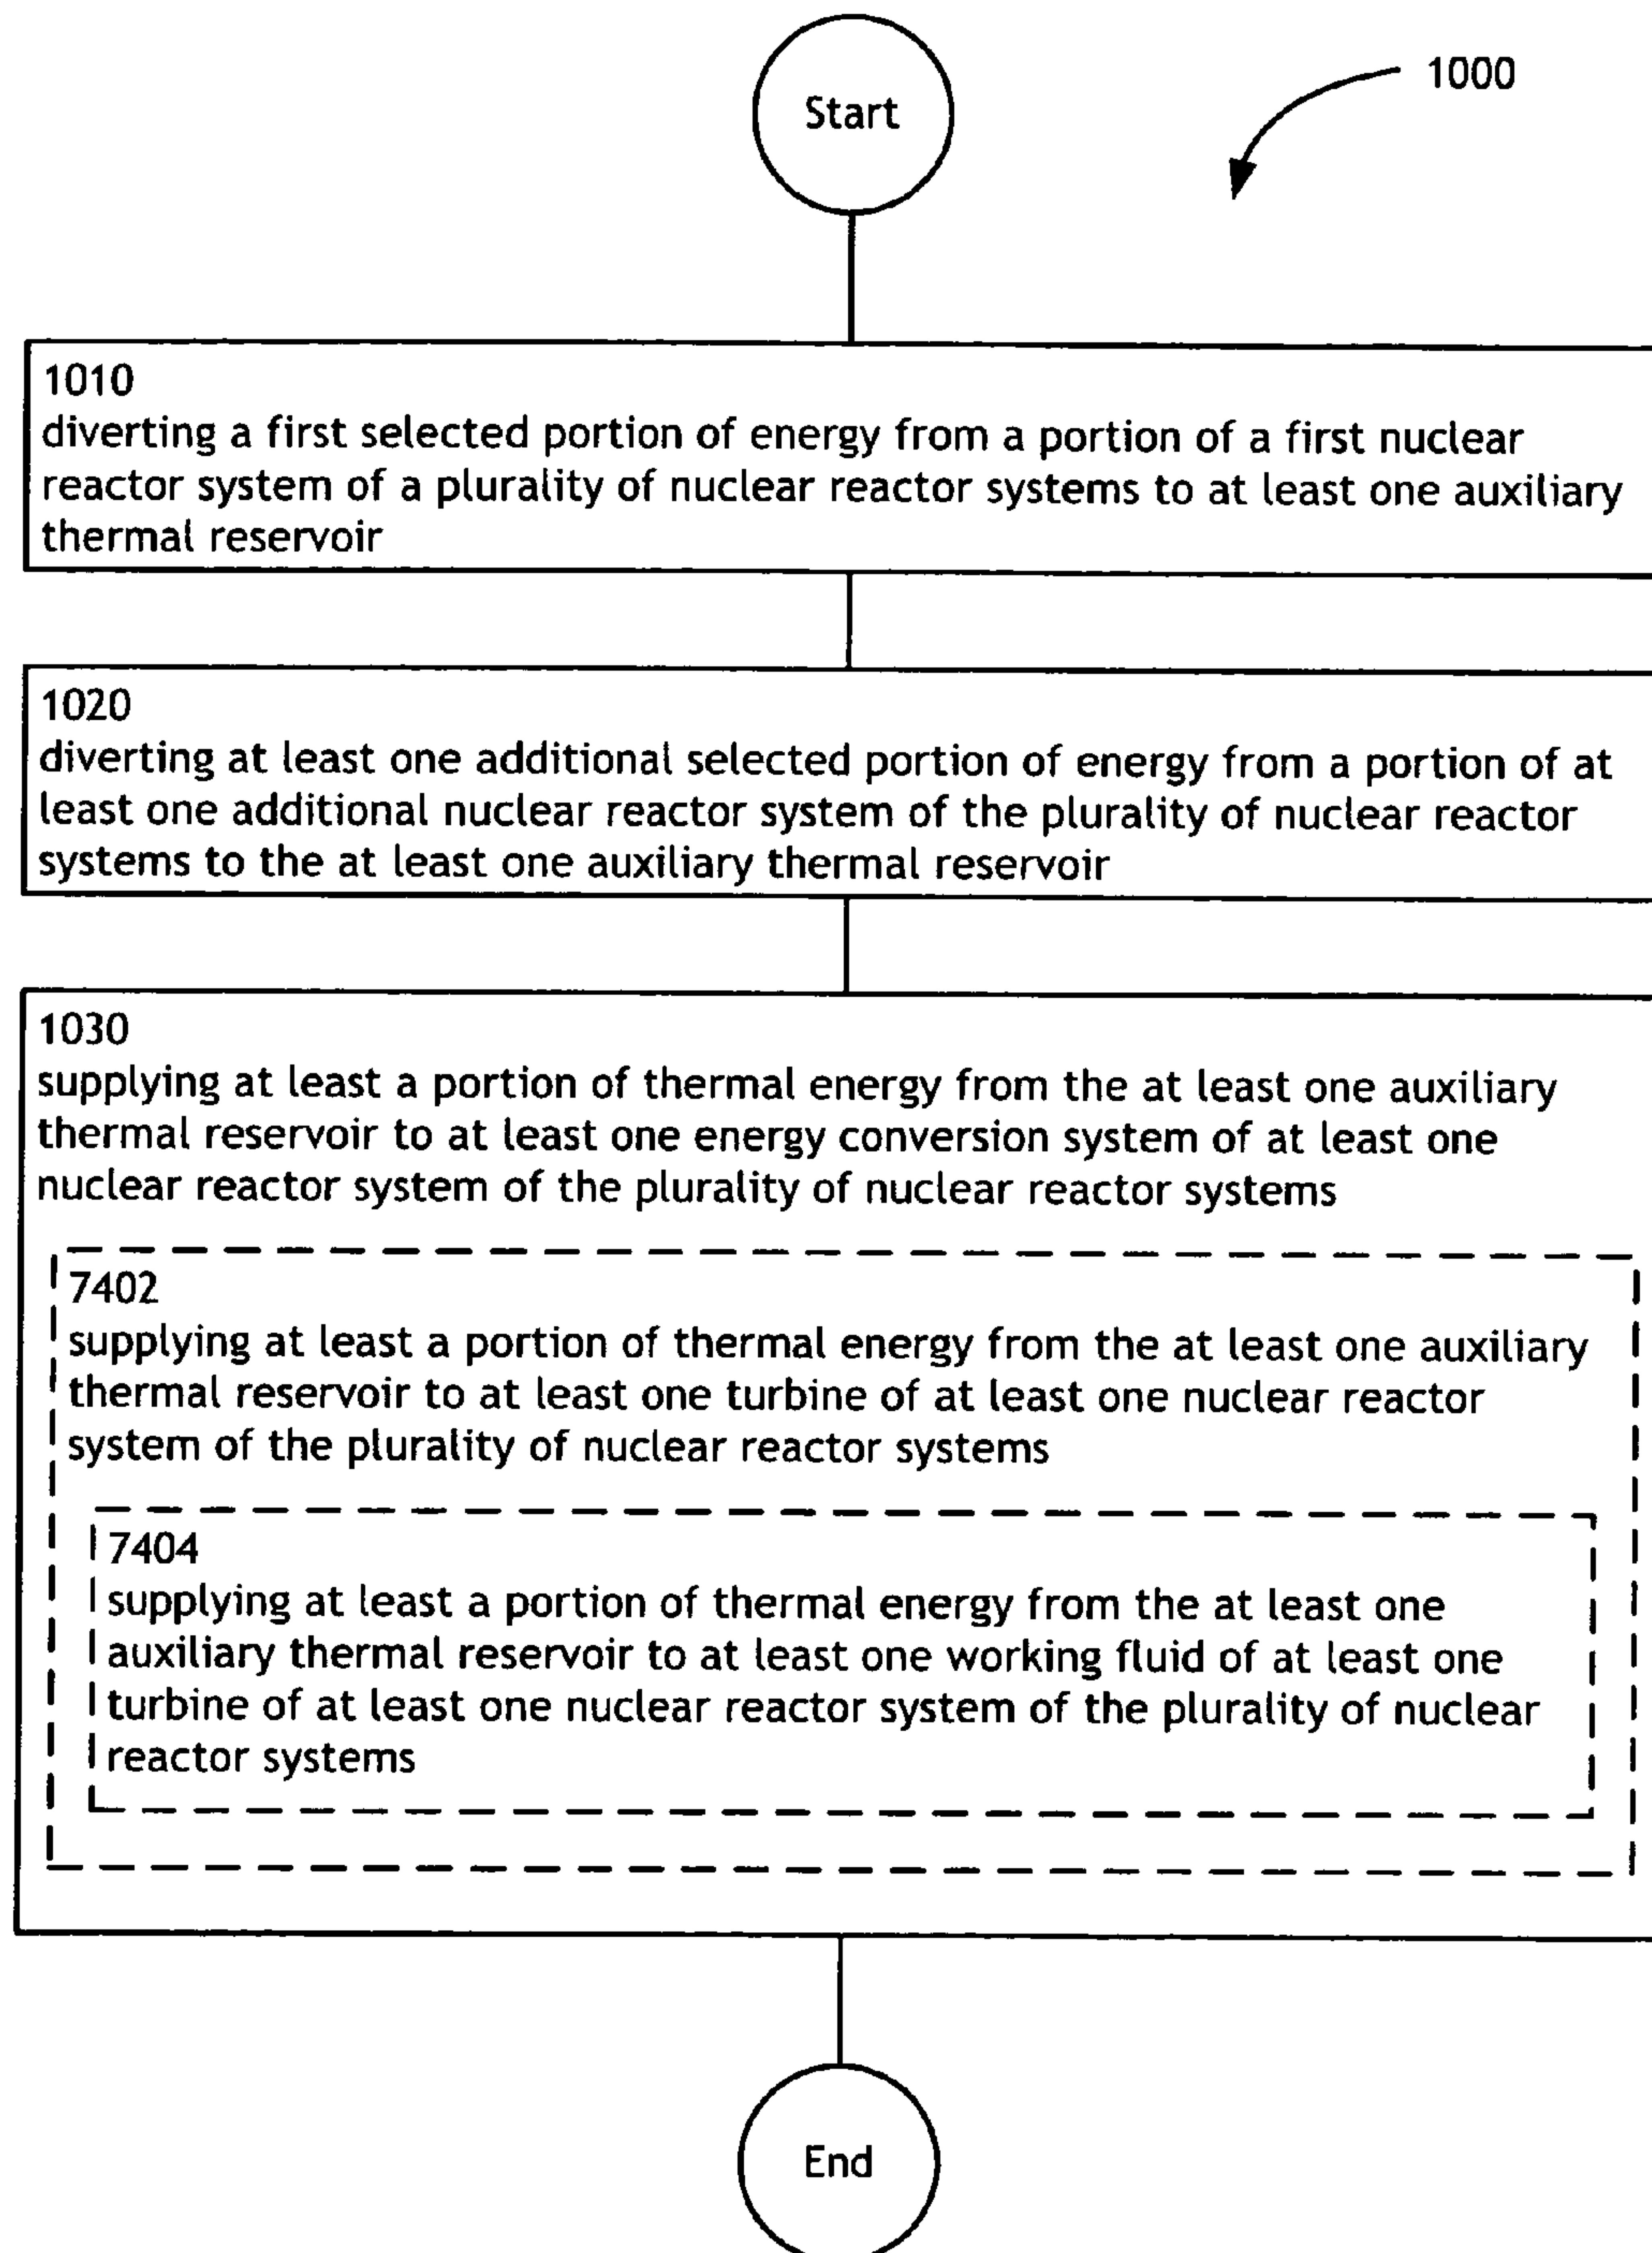 Start
1000
1010
diverting a first selected portion of energy from a portion of a first nuclear
reactor system of a plurality of nuclear reactor systems to at least one auxiliary
thermal reservoir
1020
diverting at least one additional selected portion of energy from a portion of at
least one additional nuclear reactor system of the plurality of nuclear reactor
systems to the at least one auxiliary thermal reservoir
1030
supplying at least a portion of thermal energy from the at least one auxiliary
thermal reservoir to at least one energy conversion system of at least one
nuclear reactor system of the plurality of nuclear reactor systems
7402
supplying at least a portion of thermal energy from the at least one auxiliary
thermal reservoir to at least one turbine of at least one nuclear reactor
system of the plurality of nuclear reactor systems
7404
supplying at least a portion of thermal energy from the at least one
auxiliary thermal reservoir to at least one working fluid of at least one
turbine of at least one nuclear reactor system of the plurality of nuclear
reactor systems
End